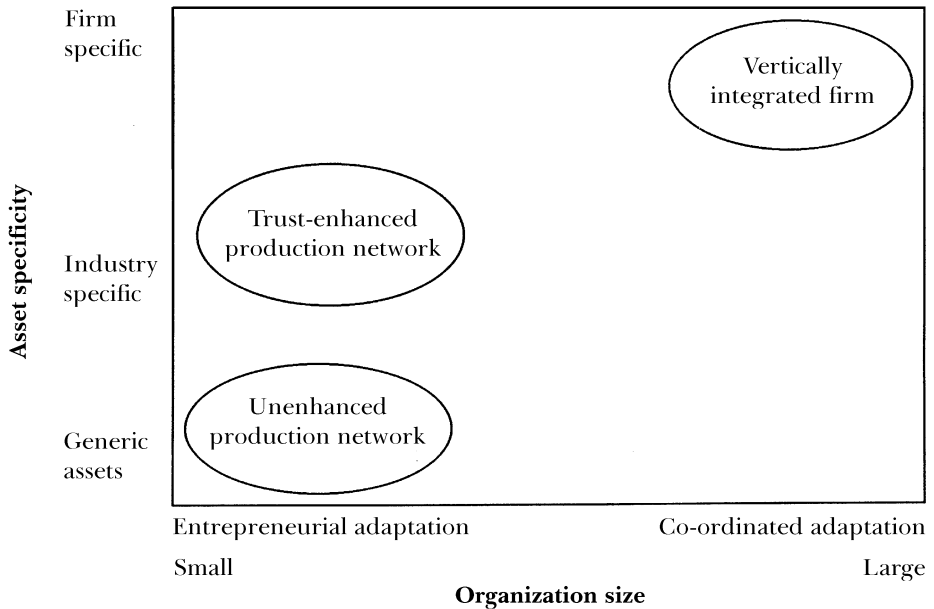 Firm
specific
Vertically
integrated firm
Trust-enhanced
production network
Asset specificity
Industry
specific
Unenhanced
production network
Generic
assets
Entrepreneurial adaptation
Co-ordinated adaptation
Small
Large
Organization size